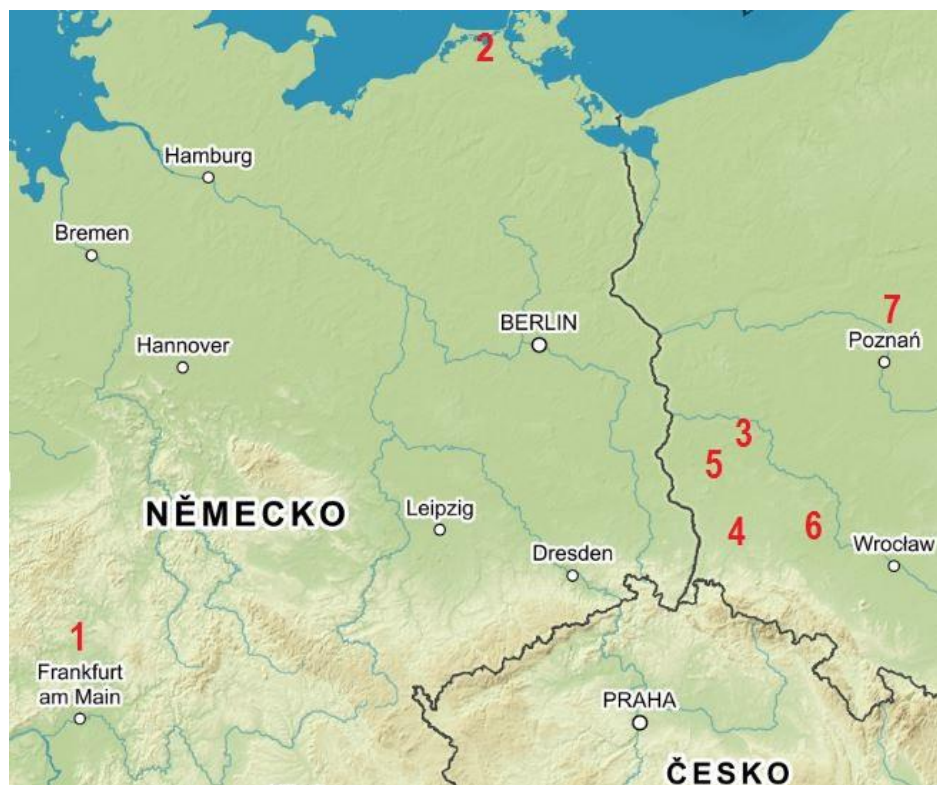 2
Hamburg
Bremen
BERLIN
7
Hannover
Poznań
3
5
NĚMECKO
Leipzig
4
6
Wrocław
Dresden
1
Frankfurt
am Main
PRAHA
ČESKO